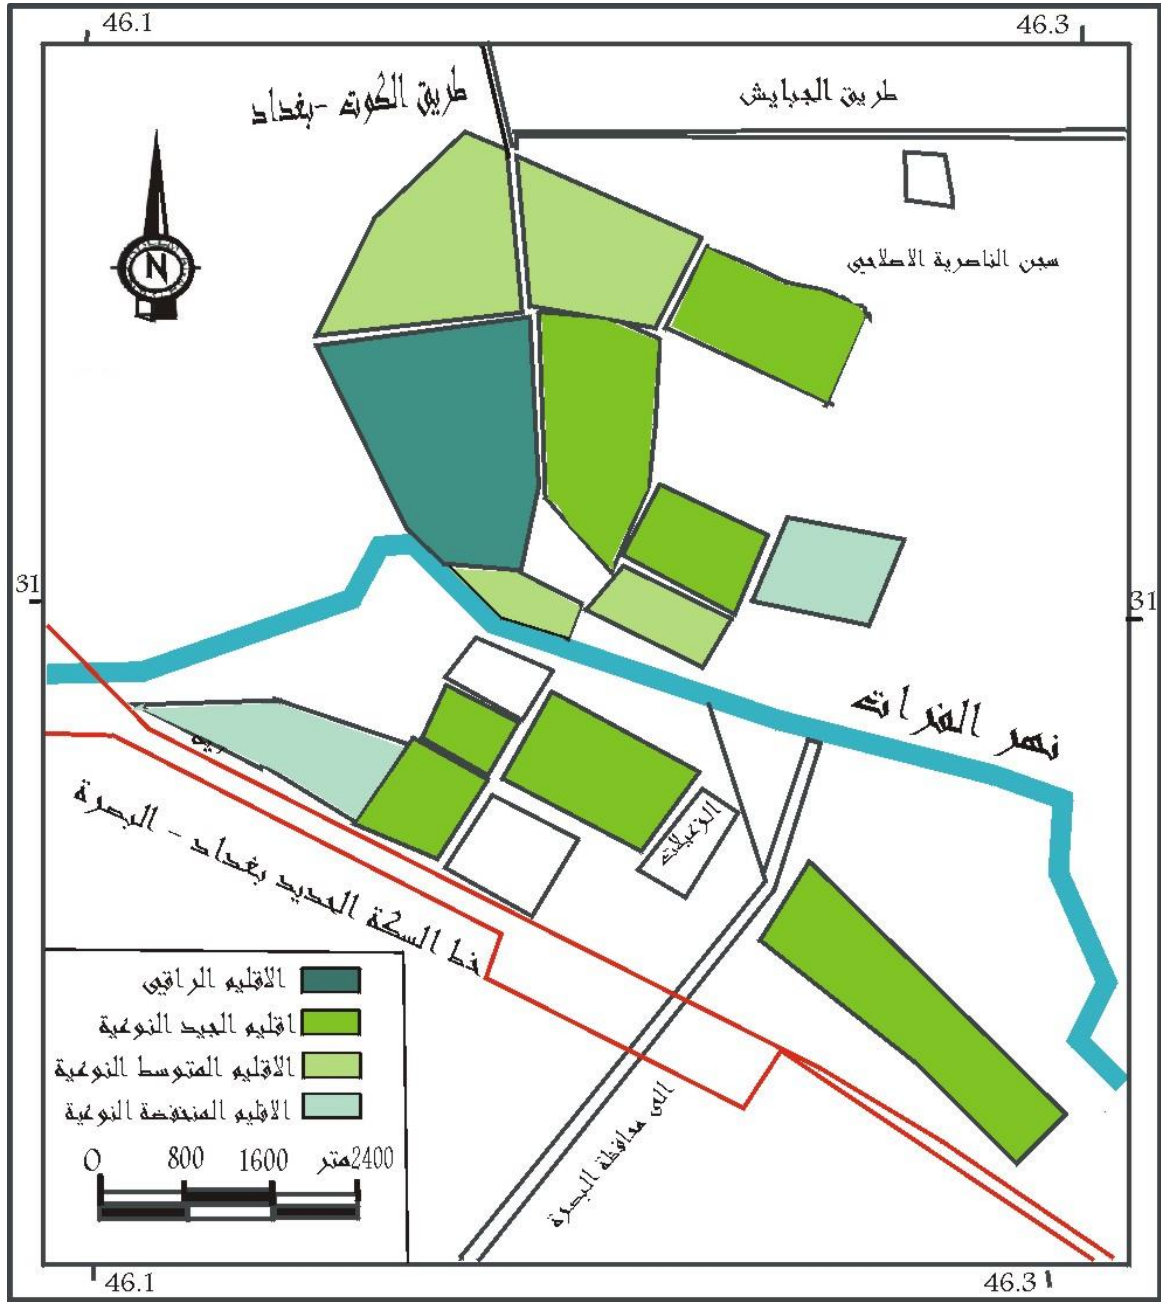 46.1
46.3
طريق الكوت -بغداد
طريق الجبايش
سجن الناصرية الاصلاحي
31
31
نهر الفرات
الزعيلات
خط السكة الحديد بغداد - البصرة
الى محافظة البصرة
الاقليم الراقي
اقليم الجيد النوعية
الاقليم المتوسط النوعية
الاقليم المنخفضة النوعية
0 800 1600 2400متر
N
46.1
46.3